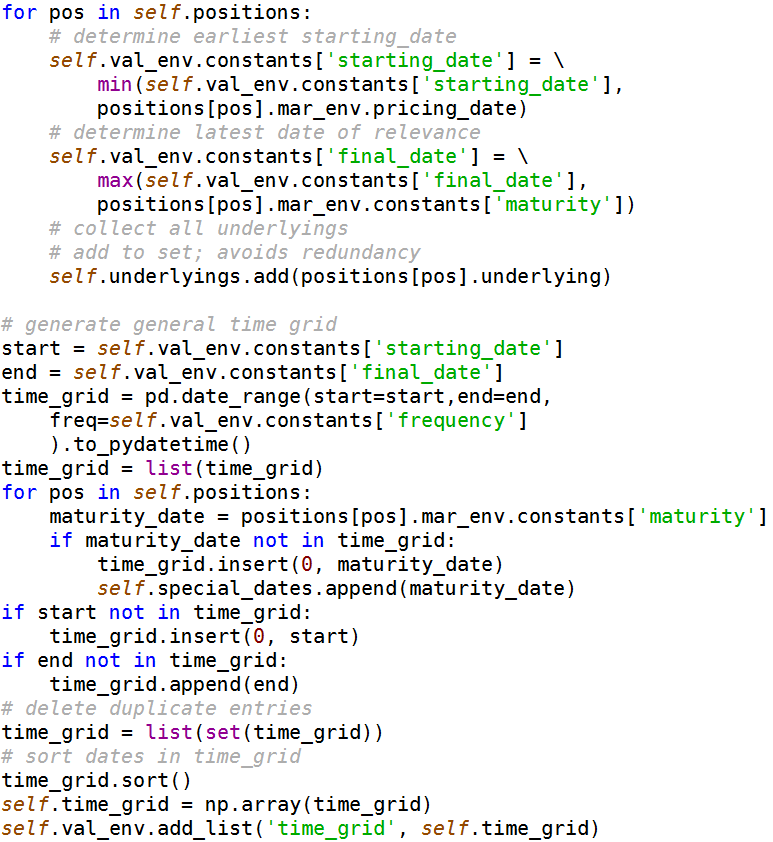 for pos in self.positions:
    # determine earliest starting_date
    self.val_env.constants['starting_date'] = \
        min(self.val_env.constants['starting_date'],
        positions[pos].mar_env.pricing_date)
    # determine latest date of relevance
    self.val_env.constants['final_date'] = \
        max(self.val_env.constants['final_date'],
        positions[pos].mar_env.constants['maturity'])
    # collect all underlyings
    # add to set; avoids redundancy
    self.underlyings.add(positions[pos].underlying)

# generate general time grid
start = self.val_env.constants['starting_date']
end = self.val_env.constants['final_date']
time_grid = pd.date_range(start=start,end=end,
    freq=self.val_env.constants['frequency']
    ).to_pydatetime()
time_grid = list(time_grid)
for pos in self.positions:
    maturity_date = positions[pos].mar_env.constants['maturity']
    if maturity_date not in time_grid:
        time_grid.insert(0, maturity_date)
        self.special_dates.append(maturity_date)
if start not in time_grid:
    time_grid.insert(0, start)
if end not in time_grid:
    time_grid.append(end)
# delete duplicate entries
time_grid = list(set(time_grid))
# sort dates in time_grid
time_grid.sort()
self.time_grid = np.array(time_grid)
self.val_env.add_list('time_grid', self.time_grid)